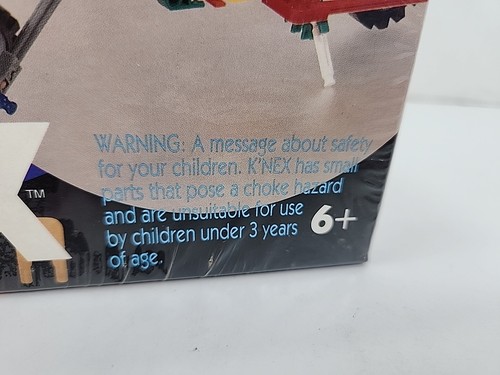 WARNING: A message about safety
for your children. K'NEX has small
parts that pose a choke hazard
and are unsuitable for use
by children under 3 years
of age.
6+
TM